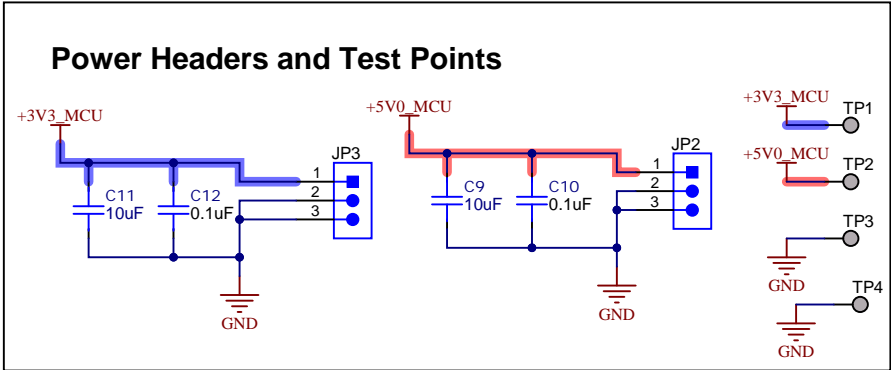 Power Headers and Test Points
+3V3_MCU
JP3
1
2
3
C11
10uF
C12
0.1uF
GND
+5V0_MCU
JP2
1
2
3
C9
10uF
C10
0.1uF
GND
+3V3_MCU
TP1
+5V0_MCU
TP2
TP3
GND
TP4
GND